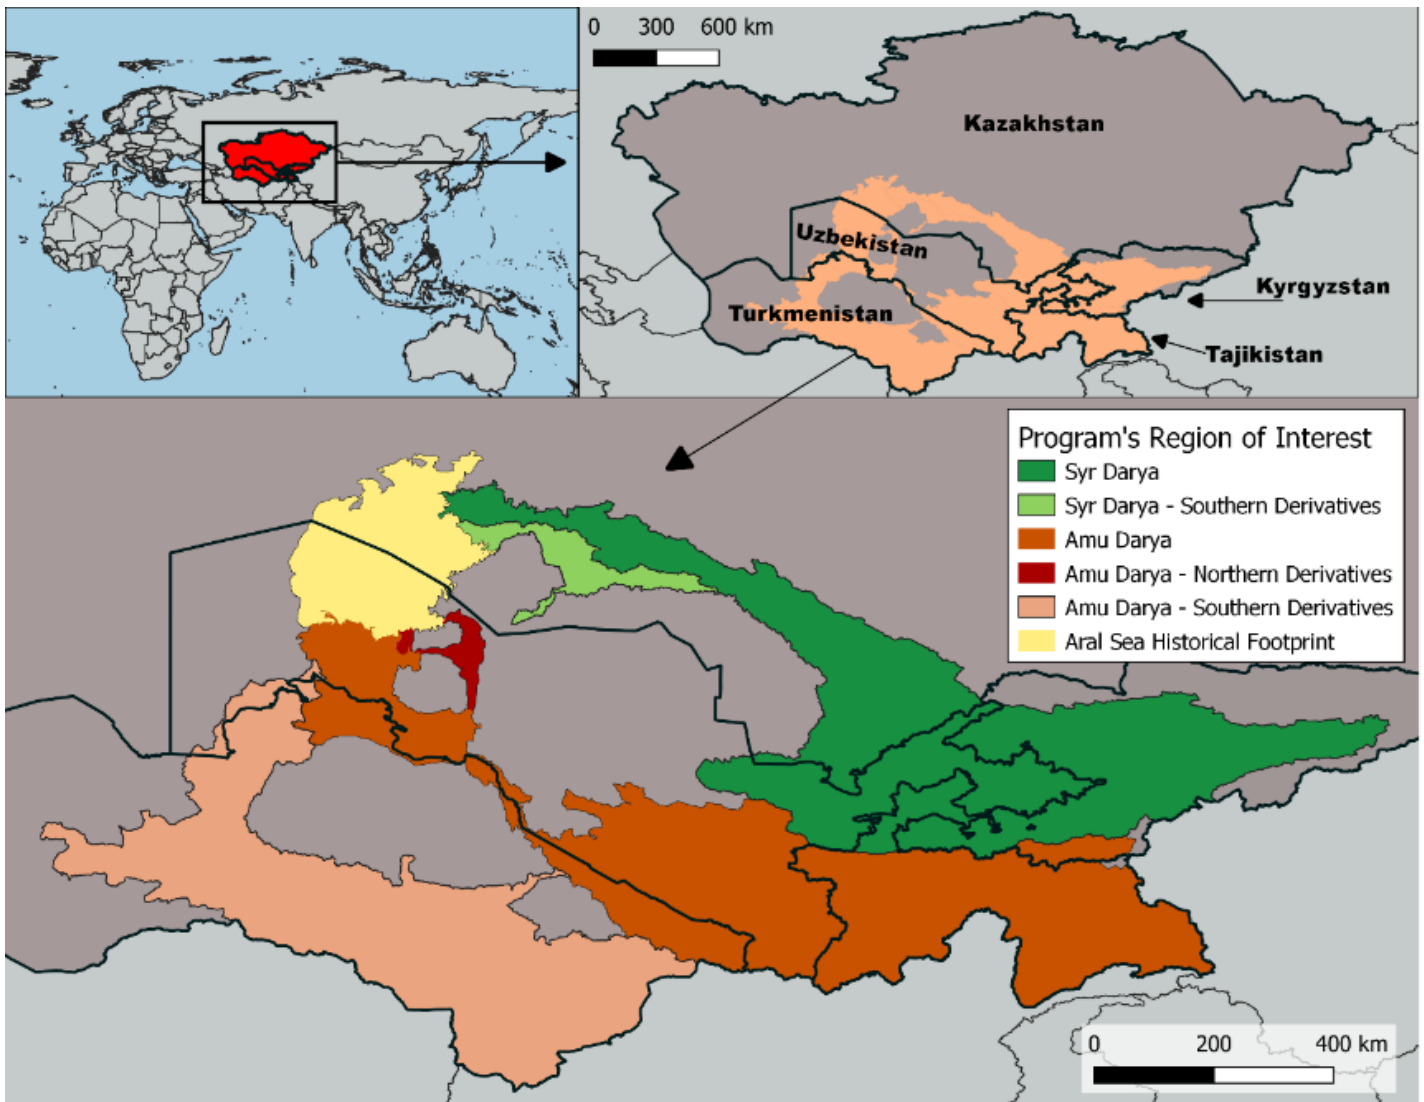 0 300 600 km
Kazakhstan
Uzbekistan
Turkmenistan
Kyrgyzstan
Tajikistan
Program's Region of Interest
Syr Darya
Syr Darya - Southern Derivatives
Amu Darya
Amu Darya - Northern Derivatives
Amu Darya - Southern Derivatives
Aral Sea Historical Footprint
0 200 400 km